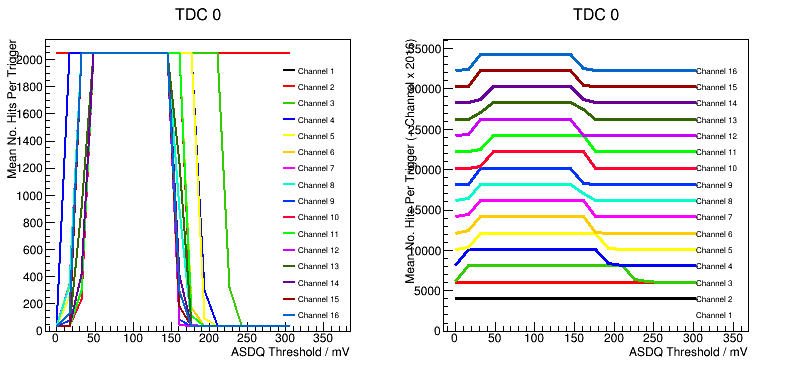 TDC 0
Mean No. Hits Per Trigger
2000
1800
1600
1400
1200
1000
800
600
400
200
0
0 50 100 150 200 250 300 350
ASDQ Threshold / mV
Channel 1
Channel 2
Channel 3
Channel 4
Channel 5
Channel 6
Channel 7
Channel 8
Channel 9
Channel 10
Channel 11
Channel 12
Channel 13
Channel 14
Channel 15
Channel 16
TDC 0
Mean No. Hits Per Trigger (+Channel x 2016)
35000
30000
25000
20000
15000
10000
5000
0
0 50 100 150 200 250 300 350
ASDQ Threshold / mV
Channel 16
Channel 15
Channel 14
Channel 13
Channel 12
Channel 11
Channel 10
Channel 9
Channel 8
Channel 7
Channel 6
Channel 5
Channel 4
Channel 3
Channel 2
Channel 1